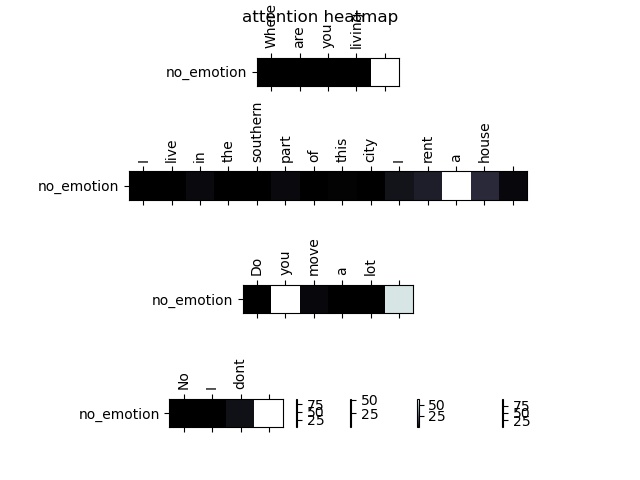 attention heatmap
Where are you living
no_emotion
I live in the southern part of this city I rent a house
no_emotion
Do you move a lot
no_emotion
No I dont
no_emotion
75 50 25
50 25
50 25
75 50 25